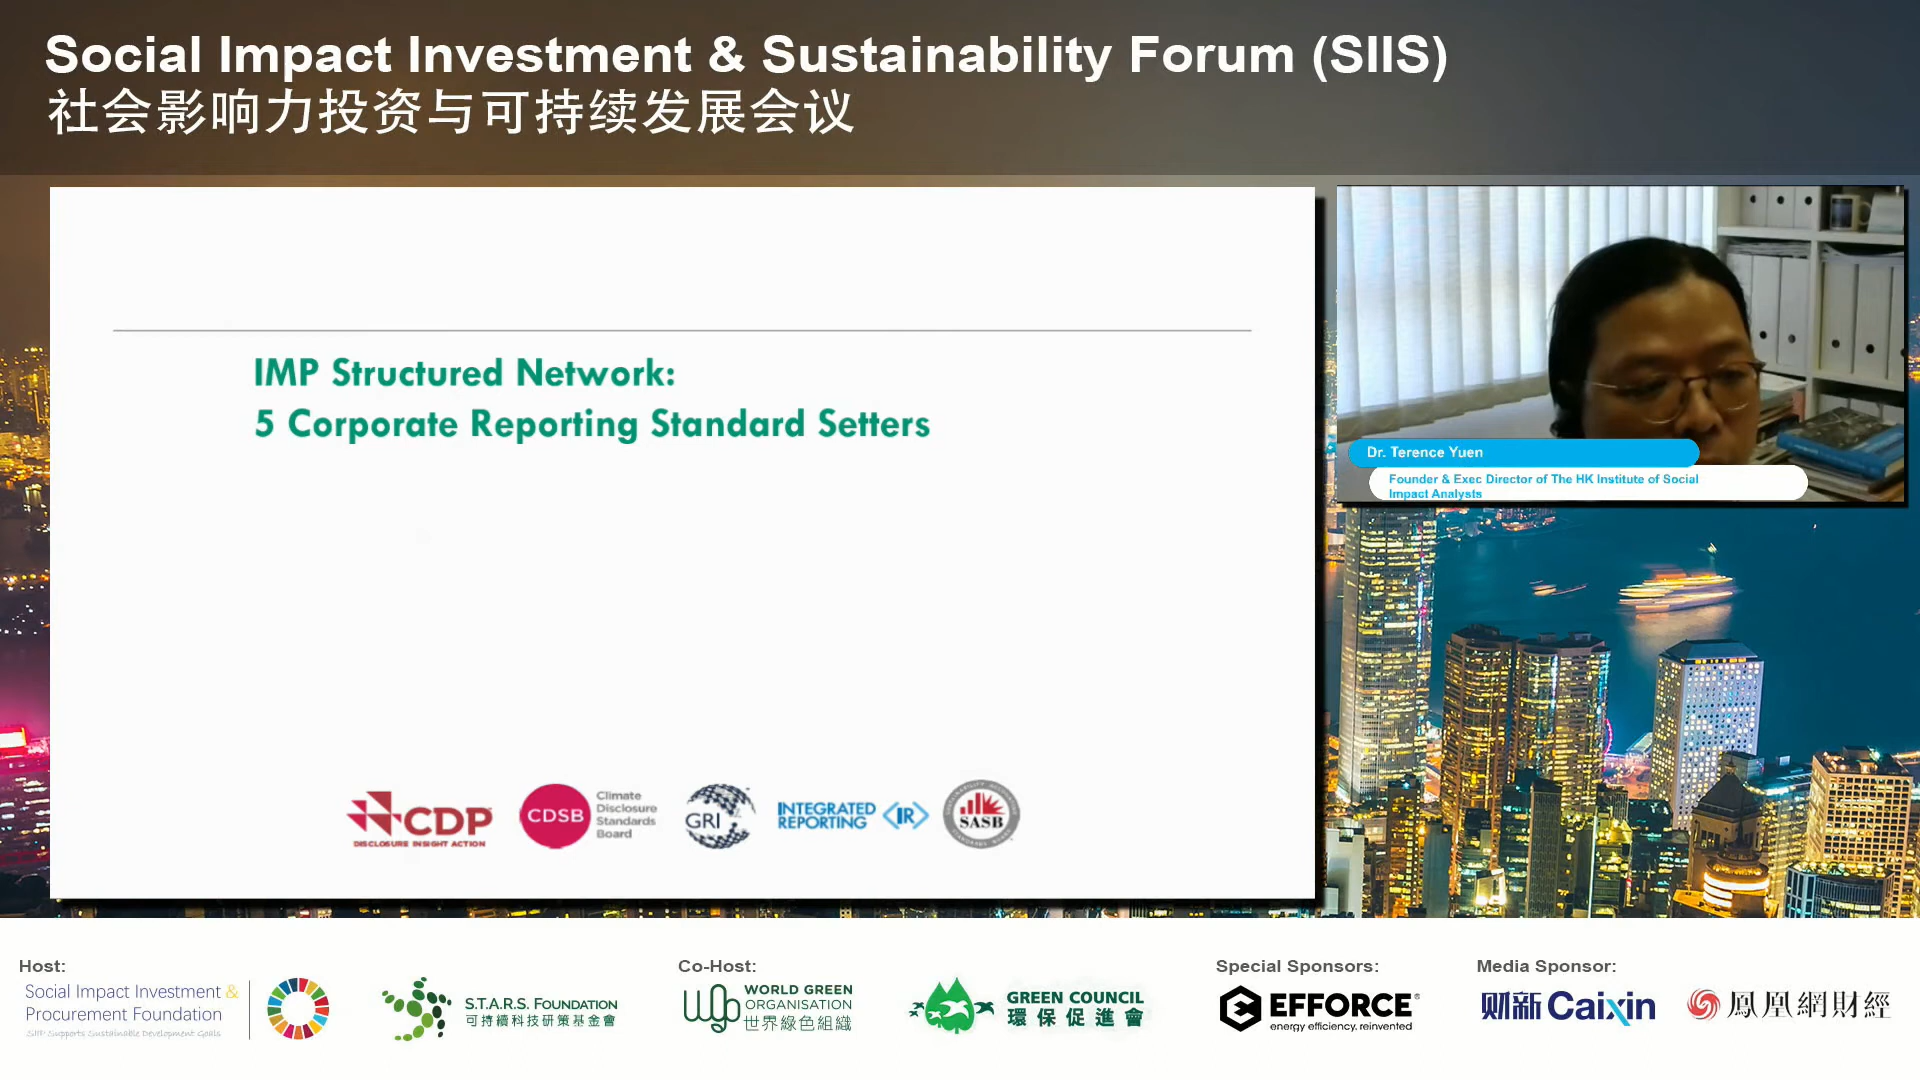 Social Impact Investment & Sustainability Forum (SIIS)
社会影响力投资与可持续发展会议
IMP Structured Network:
5 Corporate Reporting Standard Setters
CDP
DISCLOSURE INSIGHT ACTION
CDSB
Climate
Disclosure
Standards
Board
GRI
INTEGRATED
REPORTING
<IR>
SASB
Dr. Terence Yuen
Founder & Exec Director of The HK Institute of Social
Impact Analysts
Host:
Social Impact Investment &
Procurement Foundation
SIIP Supports Sustainable Development Goals
S.T.A.R.S. FOUNDATION
可持續科技研策基金會
Co-Host:
WORLD GREEN
ORGANISATION
世界綠色組織
GREEN COUNCIL
環保促進會
Special Sponsors:
EFFORCE
energy efficiency. reinvented
Media Sponsor:
财新 Caixin
鳳凰網財經